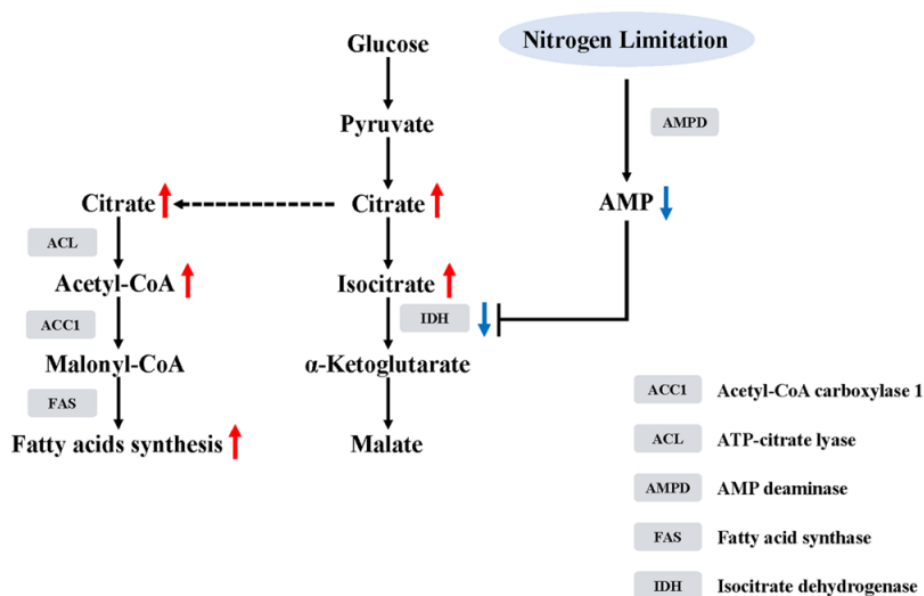 Nitrogen Limitation
Glucose
AMPD
Pyruvate
Citrate
Citrate
AMP
ACL
Acetyl-CoA
Isocitrate
ACC1
IDH
Malonyl-CoA
α-Ketoglutarate
FAS
Fatty acids synthesis
Malate
ACC1 Acetyl-CoA carboxylase 1
ACL ATP-citrate lyase
AMPD AMP deaminase
FAS Fatty acid synthase
IDH Isocitrate dehydrogenase